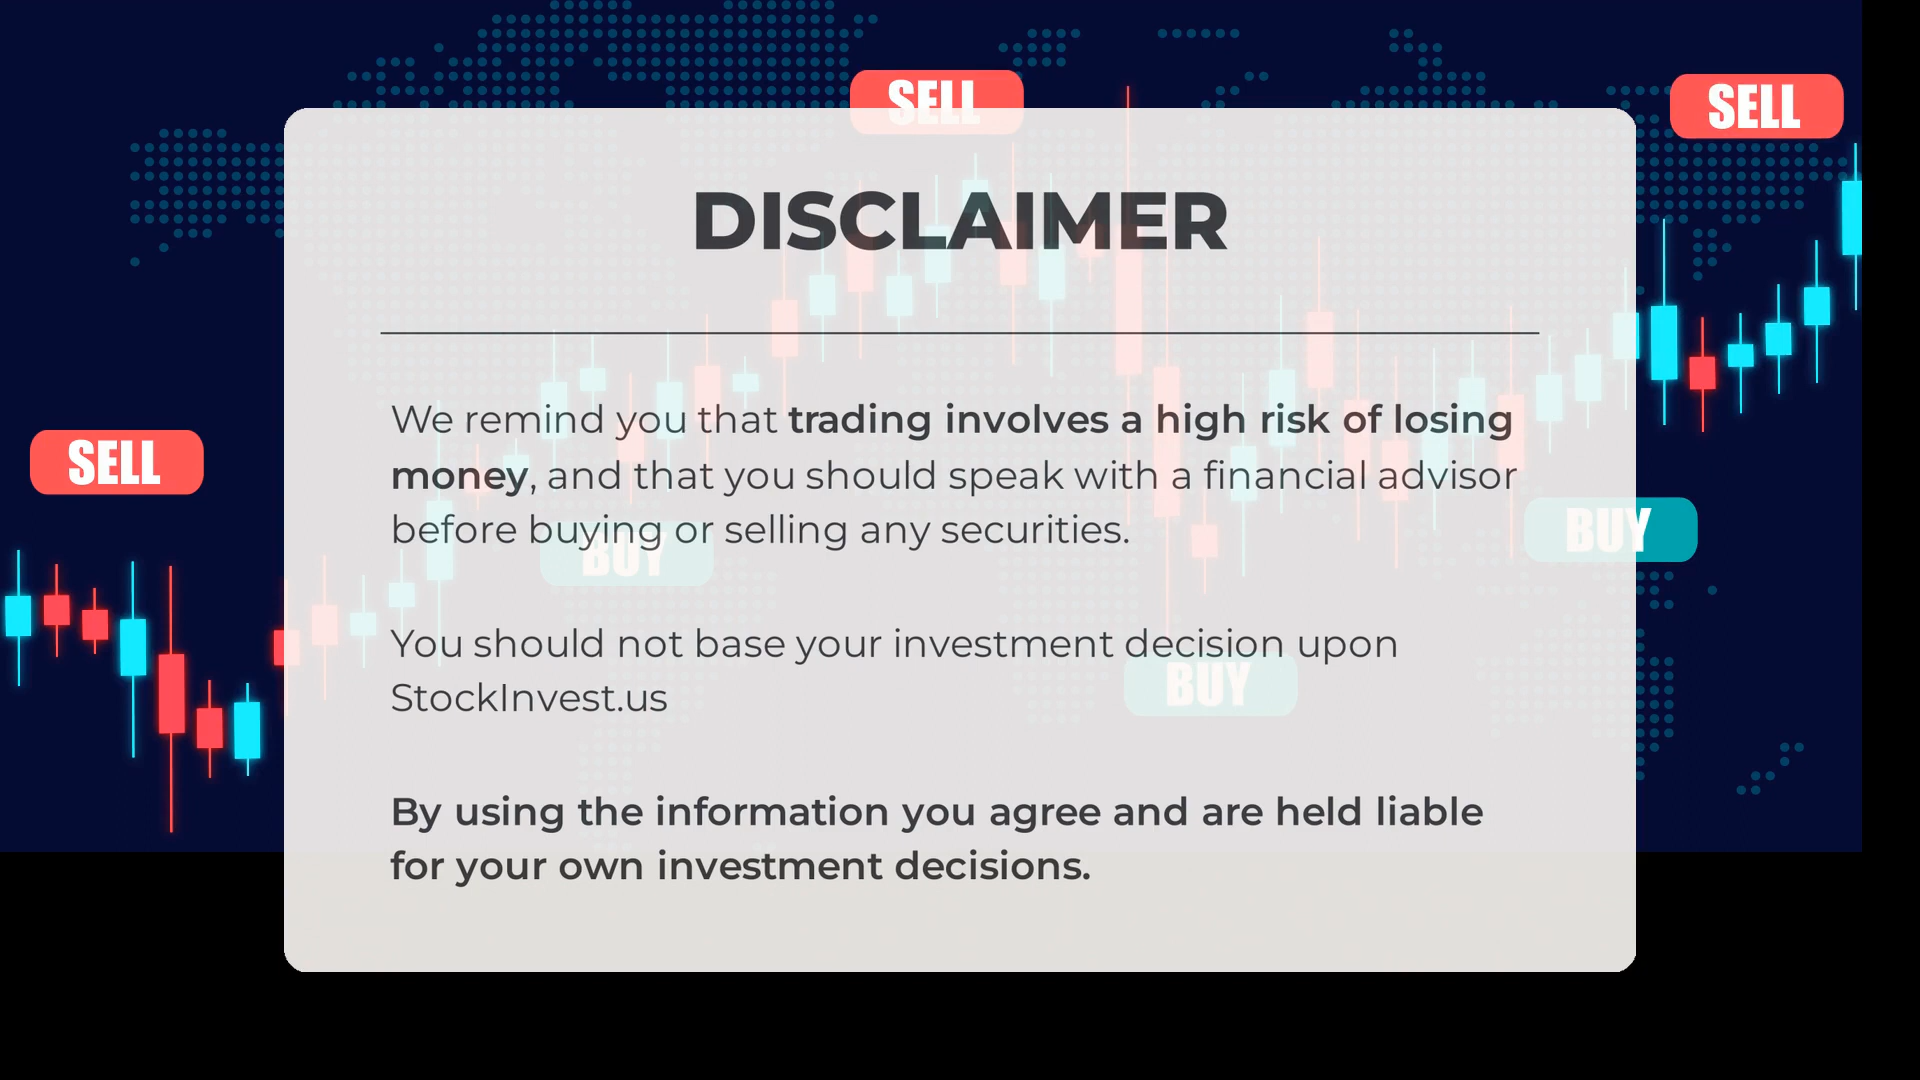 SELL
SELL
DISCLAIMER
We remind you that trading involves a high risk of losing
money, and that you should speak with a financial advisor
before buying or selling any securities.
SELL
BUY
BUY
You should not base your investment decision upon
StockInvest.us
BUY
By using the information you agree and are held liable
for your own investment decisions.